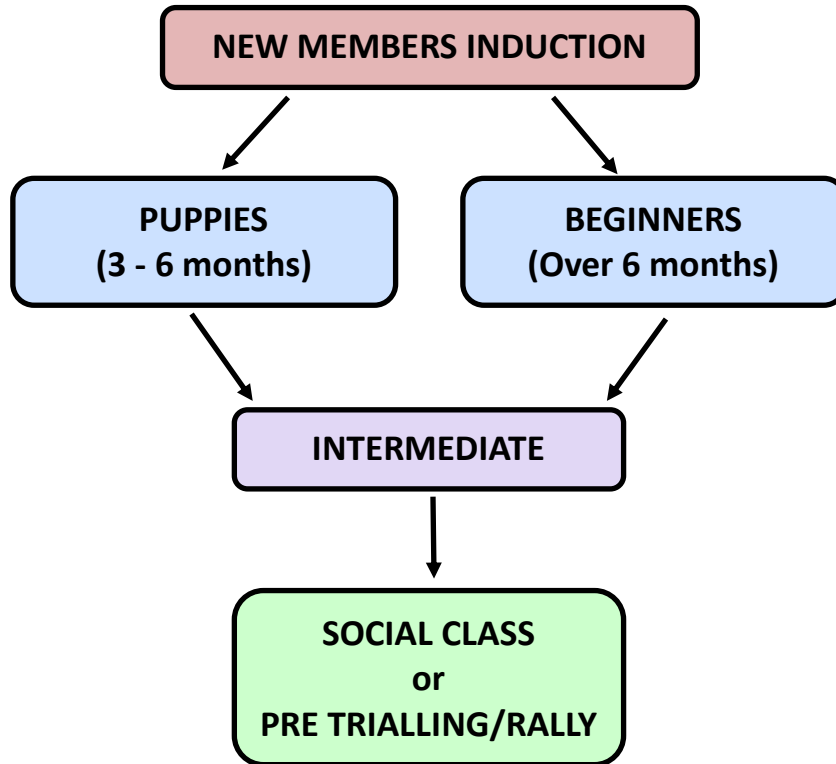 NEW MEMBERS INDUCTION
PUPPIES
(3 - 6 months)
BEGINNERS
(Over 6 months)
INTERMEDIATE
SOCIAL CLASS
or
PRE TRIALLING/RALLY